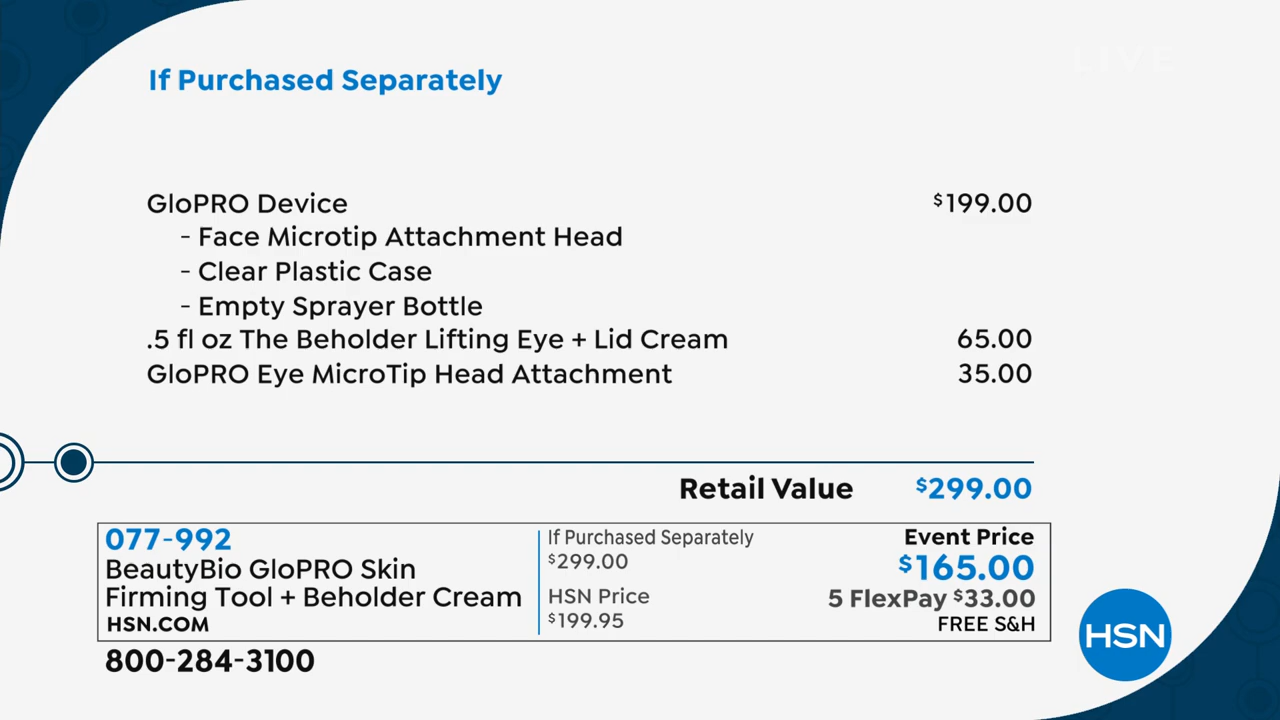 LIVE
If Purchased Separately
GloPRO Device $199.00
- Face Microtip Attachment Head
- Clear Plastic Case
- Empty Sprayer Bottle
.5 fl oz The Beholder Lifting Eye + Lid Cream 65.00
GloPRO Eye MicroTip Head Attachment 35.00
Retail Value $299.00
077-992
BeautyBio GloPRO Skin
Firming Tool + Beholder Cream
HSN.COM
If Purchased Separately
$299.00
HSN Price
$199.95
Event Price
$165.00
5 FlexPay $33.00
FREE S&H
HSN
800-284-3100